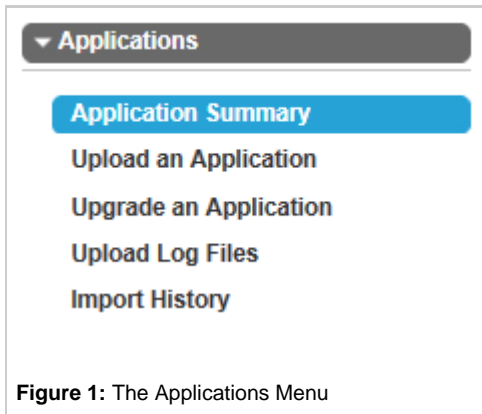 Applications
Application Summary
Upload an Application
Upgrade an Application
Upload Log Files
Import History
Figure 1: The Applications Menu